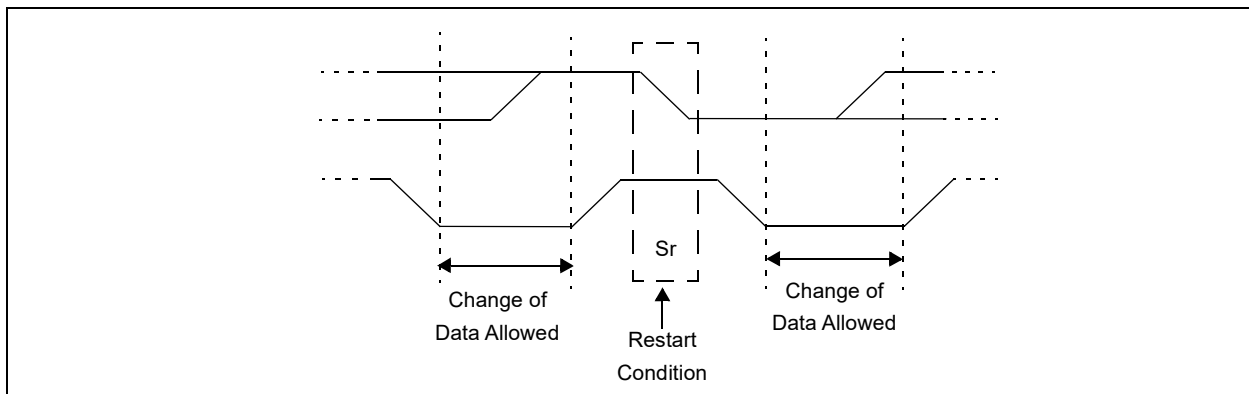 Sr
Change of
Data Allowed
Restart
Condition
Change of
Data Allowed